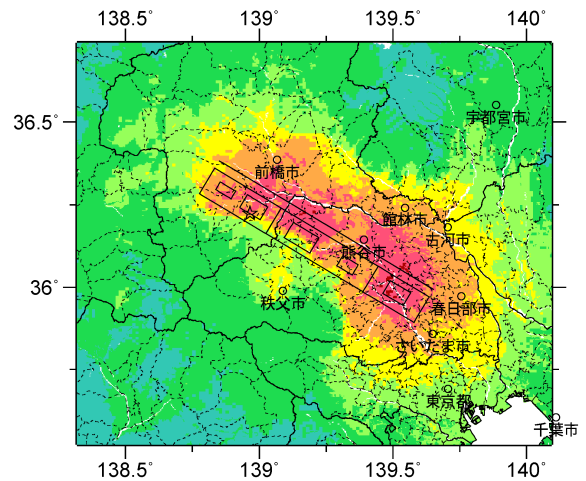 138.5° 139° 139.5° 140°
36.5°
宇都宮市
前橋市
館林市
古河市
熊谷市
36°
秩父市
春日部市
さいたま市
東京都
千葉市
138.5° 139° 139.5° 140°